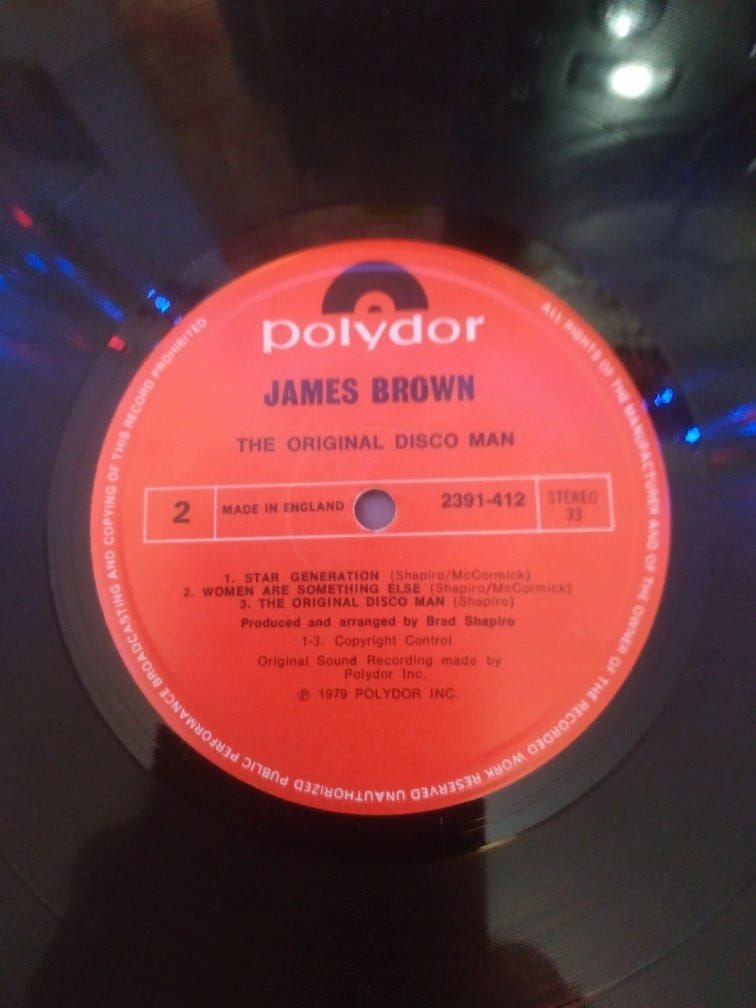 polydor
JAMES BROWN
THE ORIGINAL DISCO MAN
2
MADE IN ENGLAND
2391-412
STEREO
33
1. STAR GENERATION (Shapiro/McCormick)
2. WOMEN ARE SOMETHING ELSE (Shapiro/McCormick)
3. THE ORIGINAL DISCO MAN (Shapiro)
Produced and arranged by Brad Shapiro
1-3. Copyright Control
Original Sound Recording made by
Polydor Inc.
℗ 1979 POLYDOR INC.
ALL RIGHTS OF THE MANUFACTURER AND OF THE OWNER OF THE RECORDED WORK RESERVED UNAUTHORIZED PUBLIC PERFORMANCE BROADCASTING AND COPYING OF THIS RECORD PROHIBITED